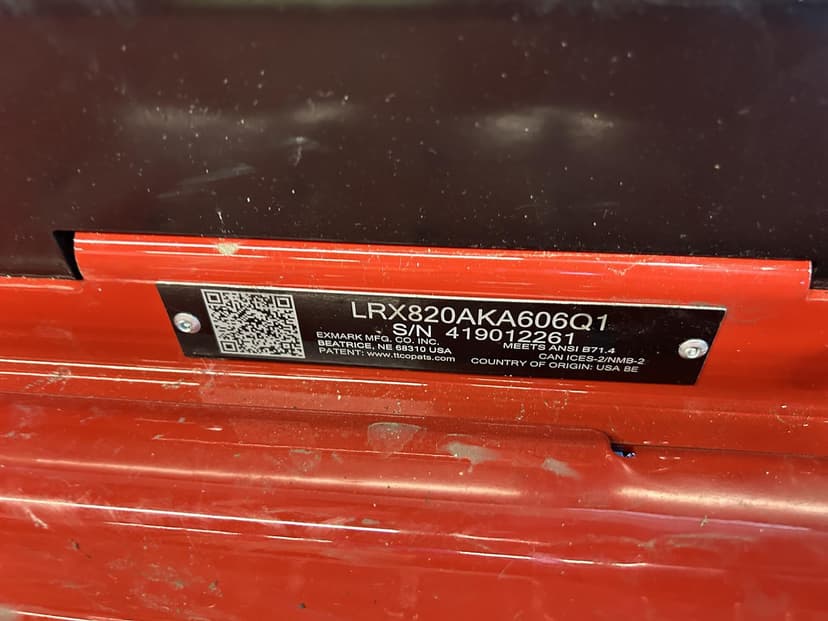 LRX820AKA606Q1
S/N 419012261
EXMARK MFG. CO. INC.
BEATRICE, NE 68310 USA
PATENT: www.ttcopats.com
MEETS ANSI B71.4
CAN ICES-2/NMB-2
COUNTRY OF ORIGIN: USA BE